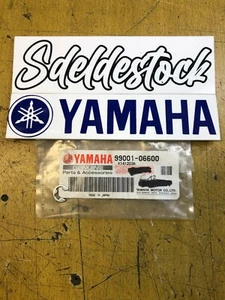 Sdeldestock
YAMAHA
YAMAHA 99001-06600
Parts & Accessories
YAMAHA MOTOR CO., LTD.
MADE IN JAPAN